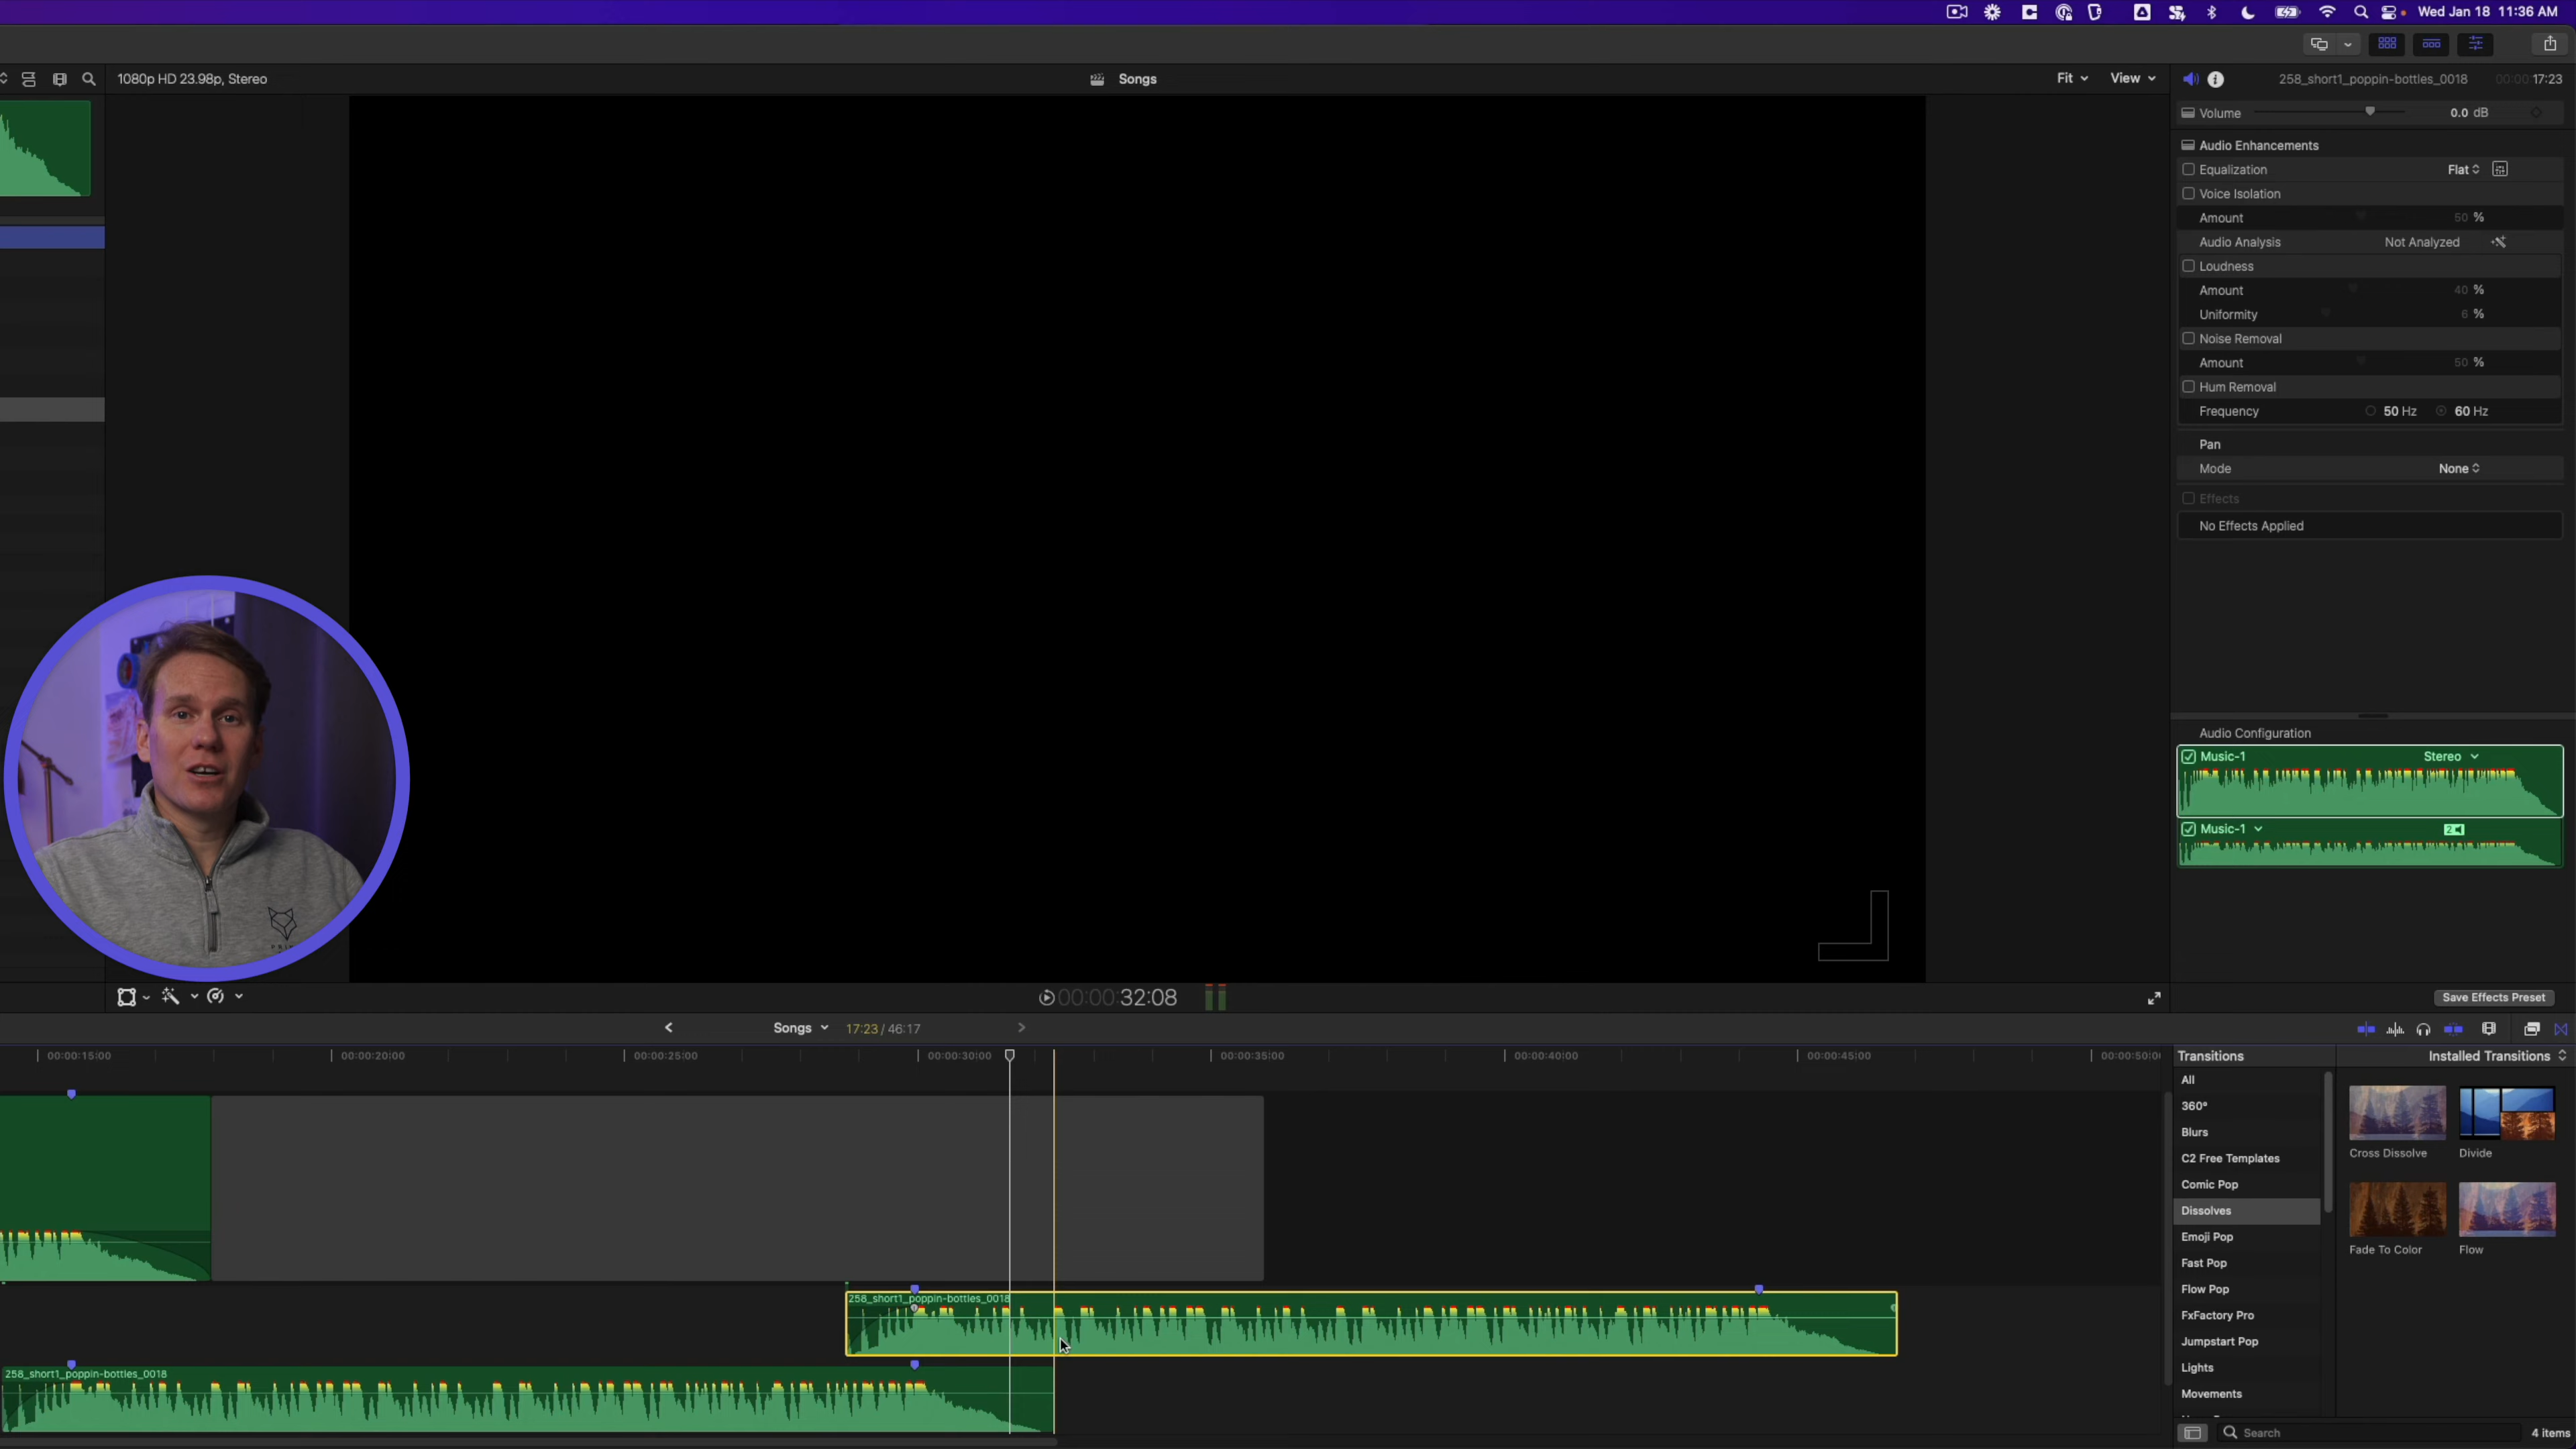 Wed Jan 18 11:36 AM
1080p HD 23.98p, Stereo
Songs
Fit
View
258_short1_poppin-bottles_0018
00:00:17:23
Volume
0.0 dB
Audio Enhancements
Equalization
Flat
Voice Isolation
Amount
50 %
Audio Analysis
Not Analyzed
Loudness
Amount
40 %
Uniformity
6 %
Noise Removal
Amount
50 %
Hum Removal
Frequency
50 Hz
60 Hz
Pan
Mode
None
Effects
No Effects Applied
Audio Configuration
Music-1
Stereo
Music-1
2
Save Effects Preset
00:00:32:08
Songs
17:23 / 46:17
00:00:15:00
00:00:20:00
00:00:25:00
00:00:30:00
00:00:35:00
00:00:40:00
00:00:45:00
258_short1_poppin-bottles_0018
258_short1_poppin-bottles_0018
Transitions
Installed Transitions
All
360°
Blurs
C2 Free Templates
Comic Pop
Dissolves
Emoji Pop
Fast Pop
Flow Pop
FxFactory Pro
Jumpstart Pop
Lights
Movements
Cross Dissolve
Divide
Fade To Color
Flow
Search
4 items